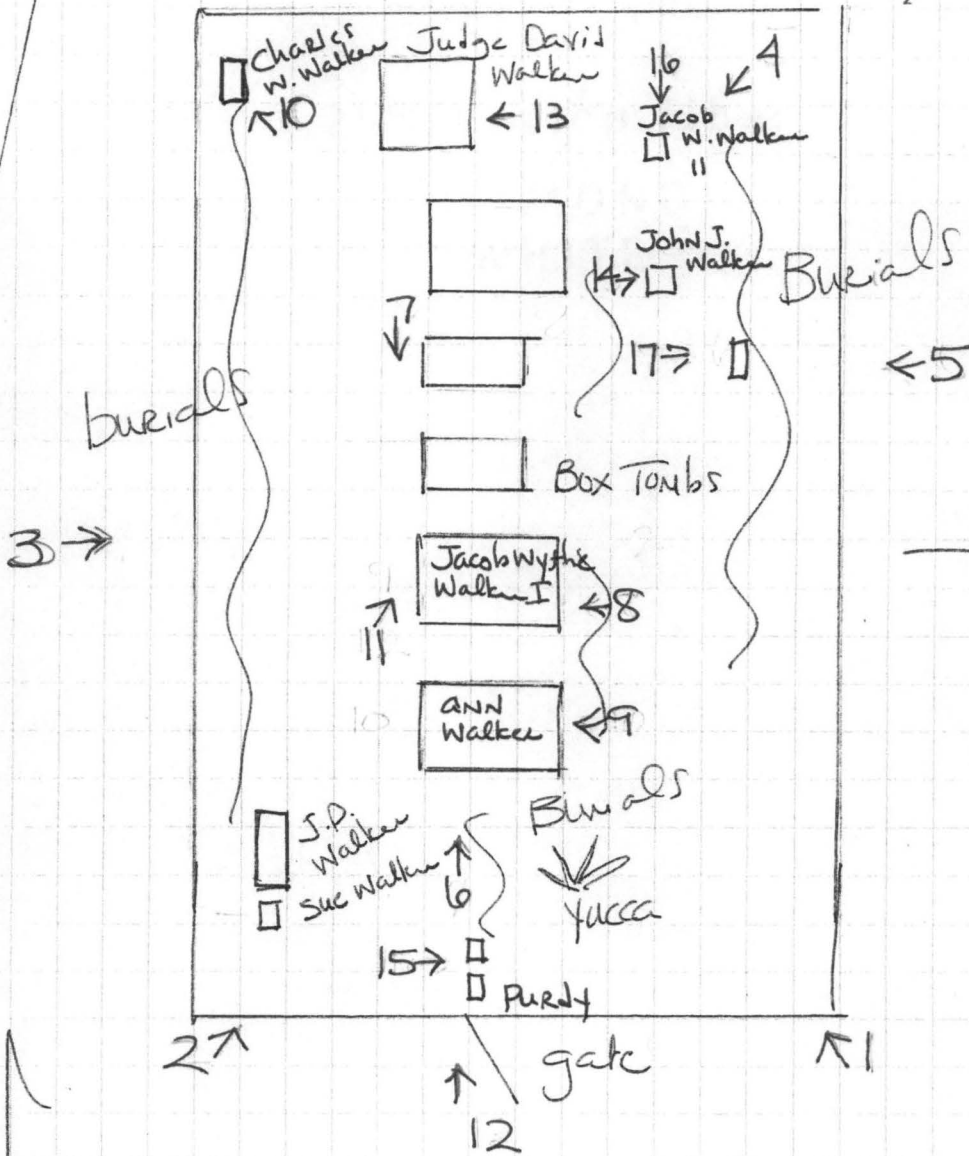 Charles
W. Walker
10
Judge David
Walker
13
16
4
Jacob
W. Walker
II
John J.
Walker
14
Burials
7
17
5
burials
Box Tombs
3
Jacob Wythe
Walker I
8
11
ANN
Walker
9
J.P.
Walker
Sue Walker
6
Burials
Yucca
15
Purdy
2
gate
1
12